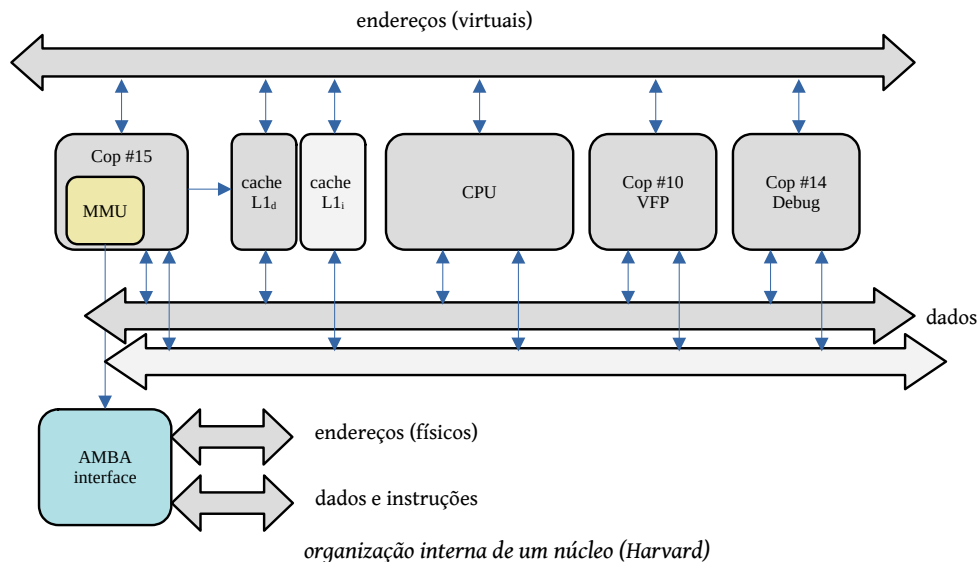 endereços (virtuais)
Cop #15
MMU
cache
L1d
cache
L1i
CPU
Cop #10
VFP
Cop #14
Debug
dados
AMBA
interface
endereços (físicos)
dados e instruções
organização interna de um núcleo (Harvard)